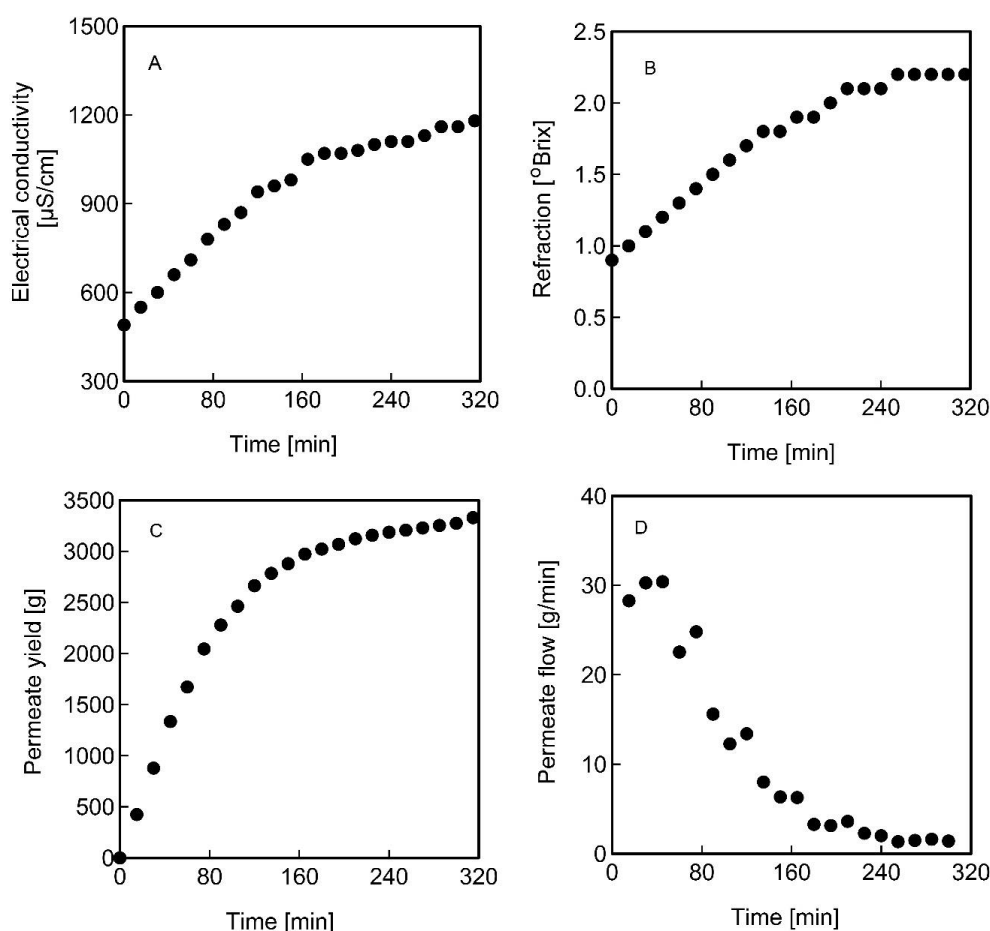 A
Electrical conductivity
[µS/cm]
1500
1200
900
600
300
0 80 160 240 320
Time [min]
B
Refraction [°Brix]
2.5
2.0
1.5
1.0
0.5
0.0
0 80 160 240 320
Time [min]
C
Permeate yield [g]
3500
3000
2500
2000
1500
1000
500
0
0 80 160 240 320
Time [min]
D
Permeate flow [g/min]
40
30
20
10
0
0 80 160 240 320
Time [min]